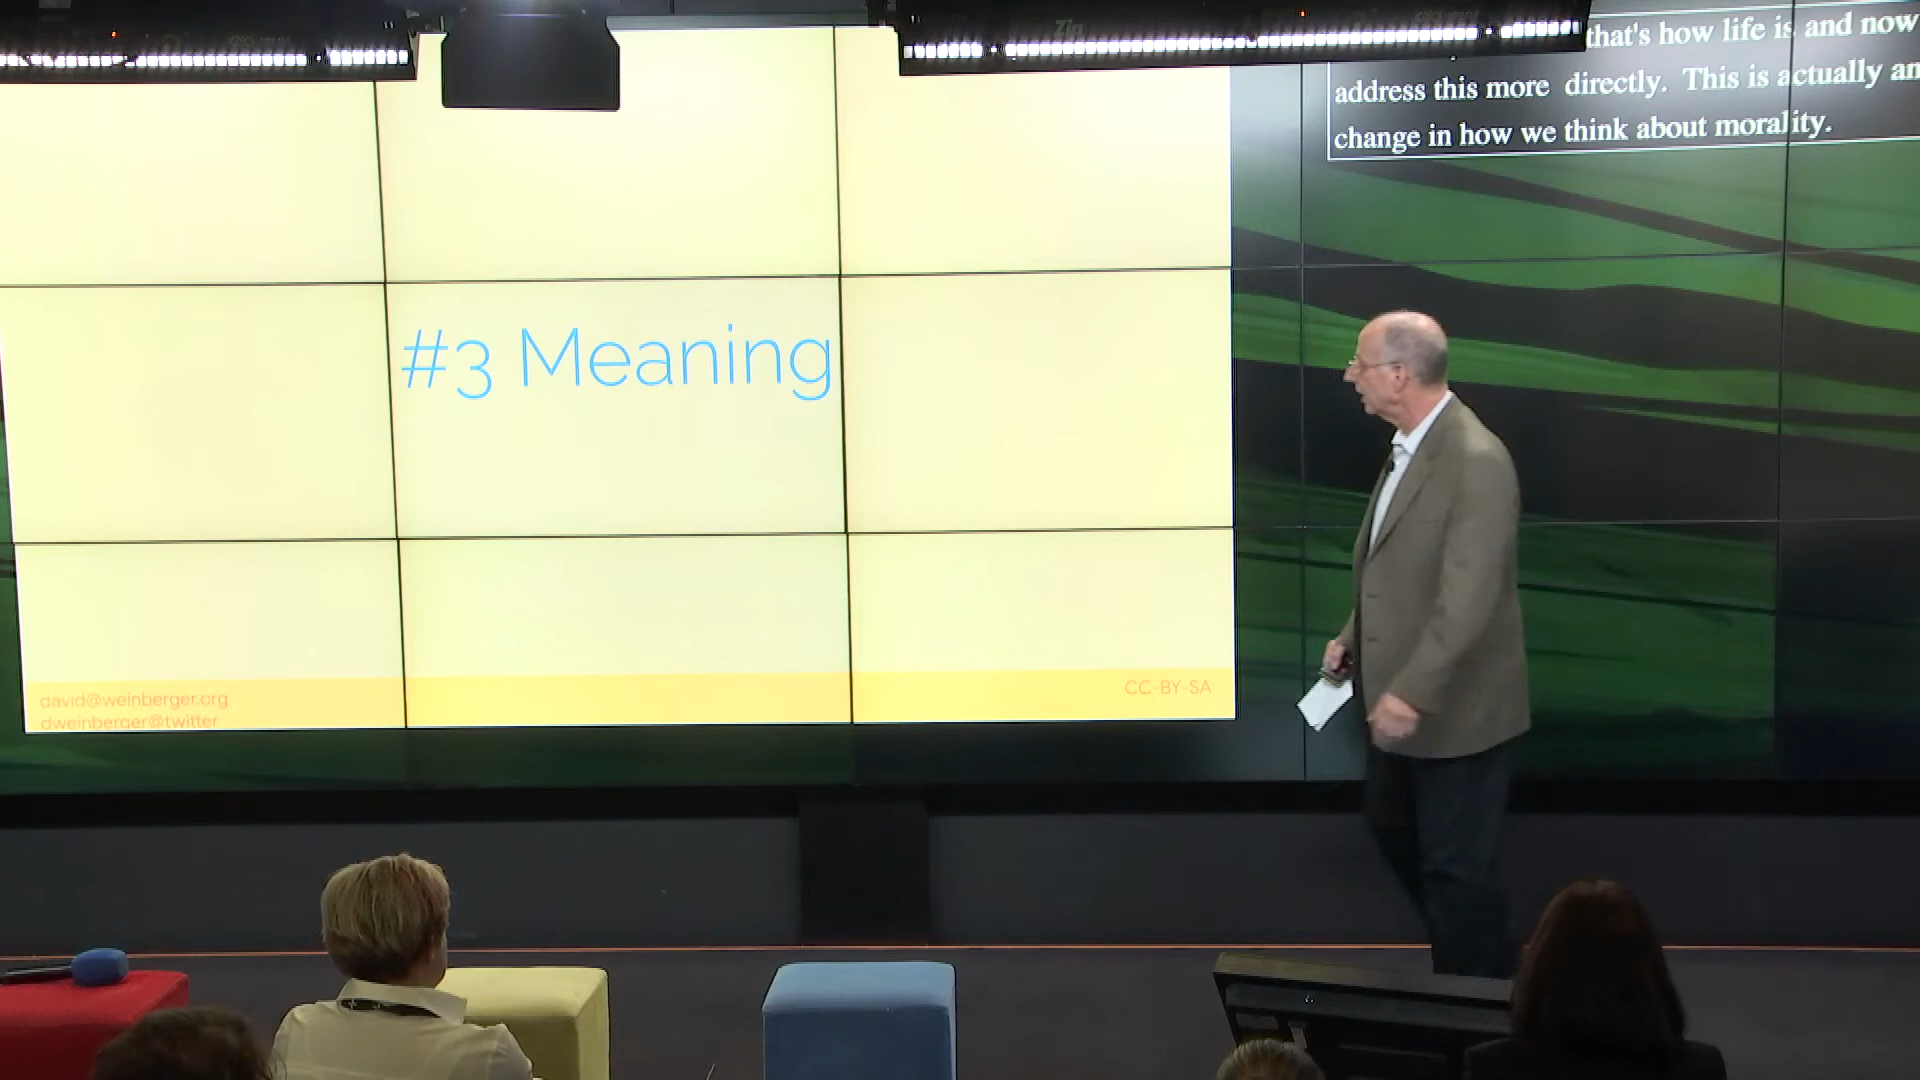 Zip
that's how life is and now
address this more directly. This is actually an
change in how we think about morality.
#3 Meaning
david@weinberger.org
dweinberger@twitter
CC-BY-SA